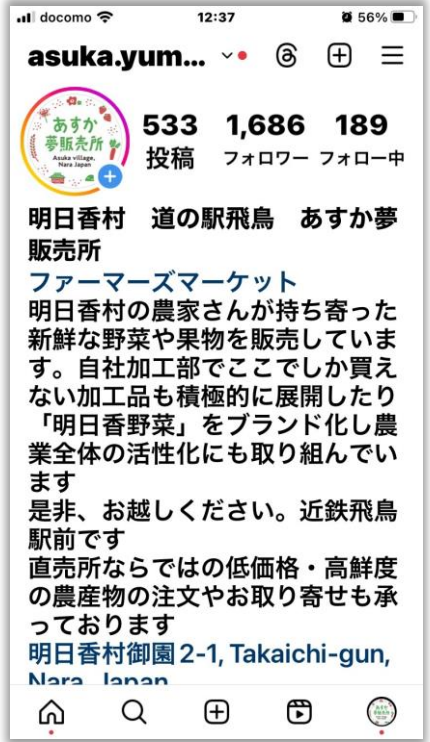 docomo 12:37 56%
asuka.yum...
533 1,686 189
投稿 フォロワー フォロー中
あすか
夢販売所
Asuka village,
Nara Japan
明日香村 道の駅飛鳥 あすか夢
販売所
ファーマーズマーケット
明日香村の農家さんが持ち寄った
新鮮な野菜や果物を販売していま
す。自社加工部でここでしか買え
ない加工品も積極的に展開したり
「明日香野菜」をブランド化し農
業全体の活性化にも取り組んでい
ます
是非、お越しください。近鉄飛鳥
駅前です
直売所ならではの低価格・高鮮度
の農産物の注文やお取り寄せも承
っております
明日香村御園2-1, Takaichi-gun,
Nara, Japan